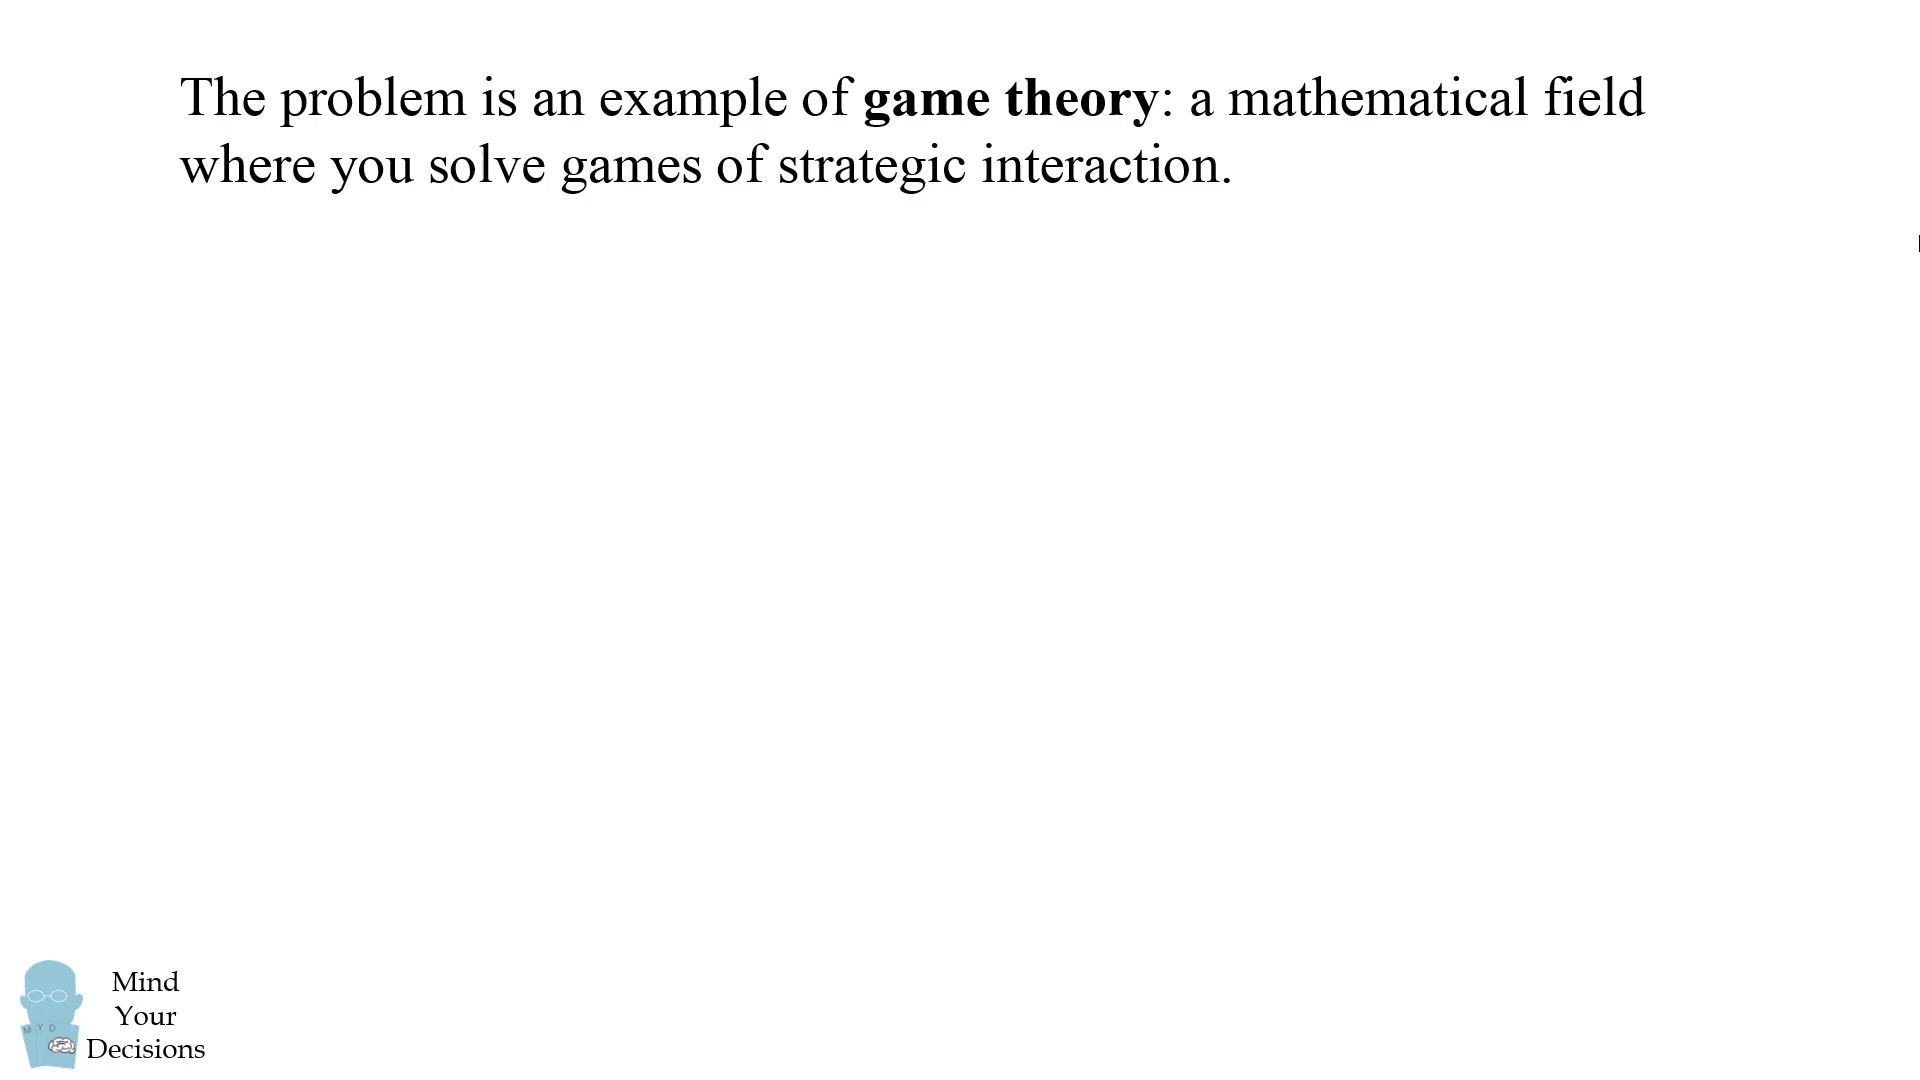 The problem is an example of game theory: a mathematical field
where you solve games of strategic interaction.
M Y D
Mind
Your
Decisions